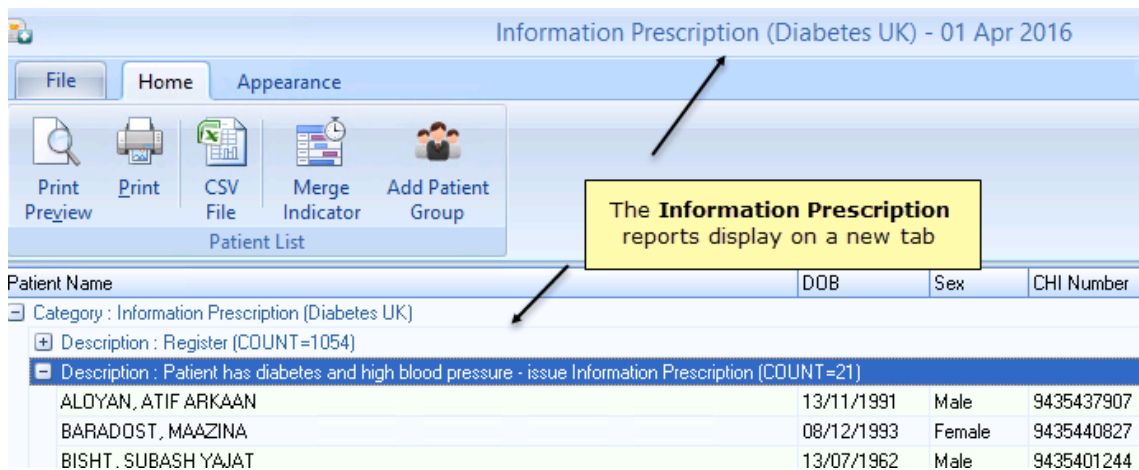 Information Prescription (Diabetes UK) - 01 Apr 2016
File Home Appearance
Print Preview Print CSV File Merge Indicator Add Patient Group
Patient List
The Information Prescription
reports display on a new tab
Patient Name DOB Sex CHI Number
Category : Information Prescription (Diabetes UK)
Description : Register (COUNT=1054)
Description : Patient has diabetes and high blood pressure - issue Information Prescription (COUNT=21)
ALOYAN, ATIF ARKAAN 13/11/1991 Male 9435437907
BARADOST, MAAZINA 08/12/1993 Female 9435440827
BISHT, SUBASH YAJAT 13/07/1962 Male 9435401244